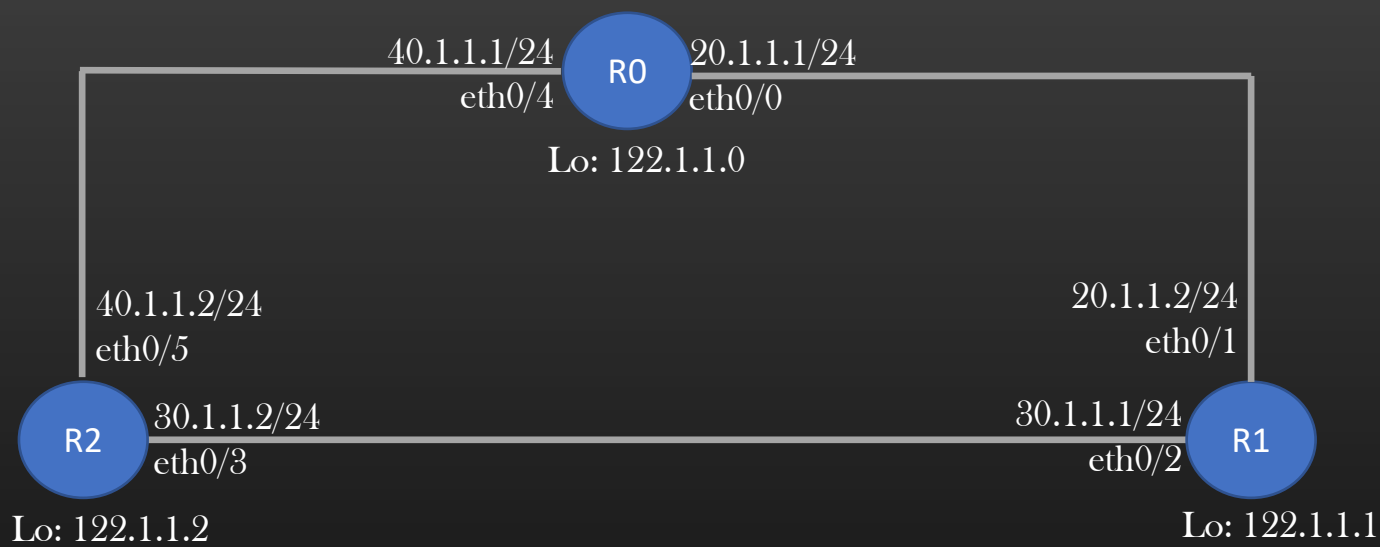 40.1.1.1/24
eth0/4
R0
20.1.1.1/24
eth0/0
Lo: 122.1.1.0
40.1.1.2/24
eth0/5
20.1.1.2/24
eth0/1
R2
30.1.1.2/24
eth0/3
30.1.1.1/24
eth0/2
R1
Lo: 122.1.1.2
Lo: 122.1.1.1